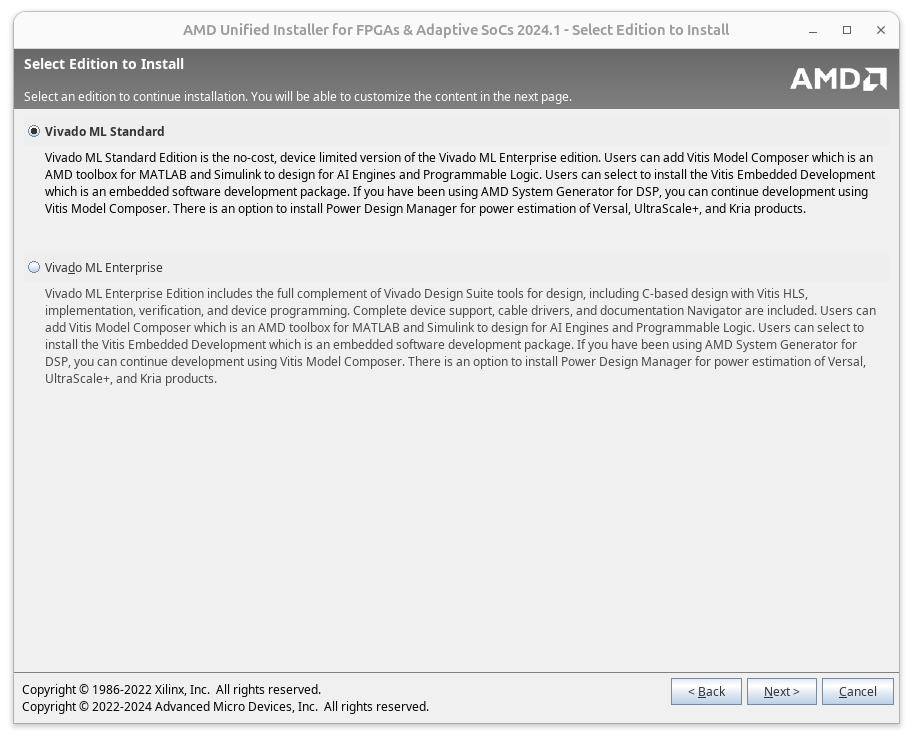 AMD Unified Installer for FPGAs & Adaptive SoCs 2024.1 - Select Edition to Install
Select Edition to Install
Select an edition to continue installation. You will be able to customize the content in the next page.
AMD
Vivado ML Standard
Vivado ML Standard Edition is the no-cost, device limited version of the Vivado ML Enterprise edition. Users can add Vitis Model Composer which is an
AMD toolbox for MATLAB and Simulink to design for AI Engines and Programmable Logic. Users can select to install the Vitis Embedded Development
which is an embedded software development package. If you have been using AMD System Generator for DSP, you can continue development using
Vitis Model Composer. There is an option to install Power Design Manager for power estimation of Versal, UltraScale+, and Kria products.
Vivado ML Enterprise
Vivado ML Enterprise Edition includes the full complement of Vivado Design Suite tools for design, including C-based design with Vitis HLS,
implementation, verification, and device programming. Complete device support, cable drivers, and documentation Navigator are included. Users can
add Vitis Model Composer which is an AMD toolbox for MATLAB and Simulink to design for AI Engines and Programmable Logic. Users can select to
install the Vitis Embedded Development which is an embedded software development package. If you have been using AMD System Generator for
DSP, you can continue development using Vitis Model Composer. There is an option to install Power Design Manager for power estimation of Versal,
UltraScale+, and Kria products.
Copyright © 1986-2022 Xilinx, Inc.  All rights reserved.
Copyright © 2022-2024 Advanced Micro Devices, Inc.  All rights reserved.
< Back
Next >
Cancel